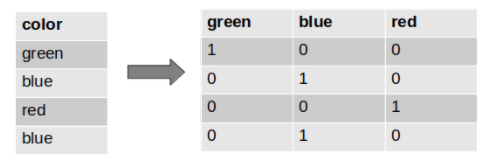 color
green
blue
red
blue
green blue red
1 0 0
0 1 0
0 0 1
0 1 0